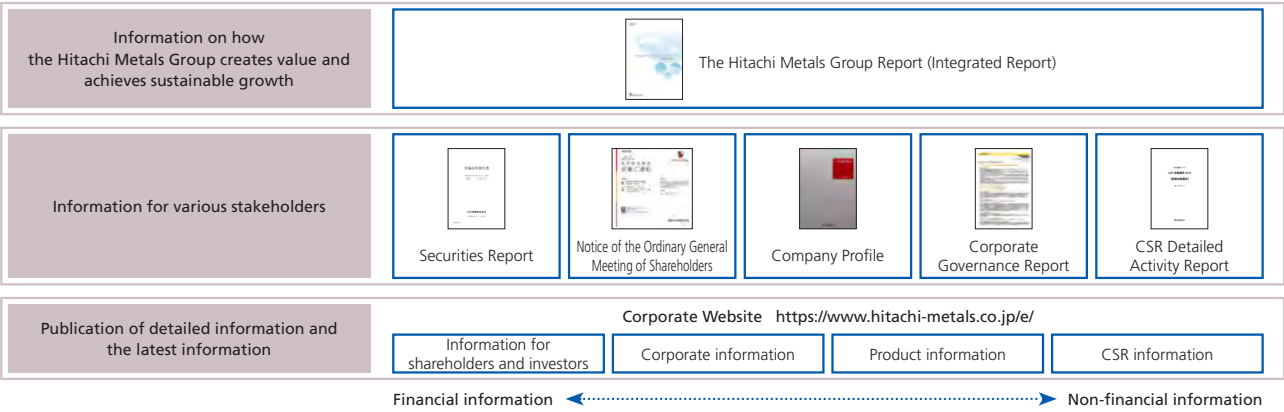 Information on how
the Hitachi Metals Group creates value and
achieves sustainable growth
The Hitachi Metals Group Report (Integrated Report)
Information for various stakeholders
Securities Report
Notice of the Ordinary General
Meeting of Shareholders
Company Profile
Corporate
Governance Report
CSR Detailed
Activity Report
Publication of detailed information and
the latest information
Corporate Website https://www.hitachi-metals.co.jp/e/
Information for
shareholders and investors
Corporate information
Product information
CSR information
Financial information
Non-financial information